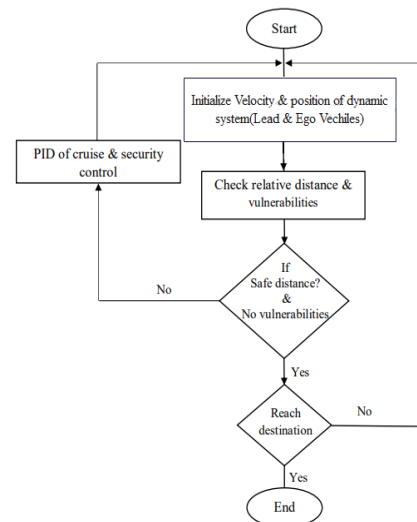 Start
Initialize Velocity & position of dynamic
system(Lead & Ego Vechiles)
PID of cruise & security
control
Check relative distance &
vulnerabilities
If
Safe distance?
&
No vulnerabilities
No
Yes
Reach
destination
No
Yes
End